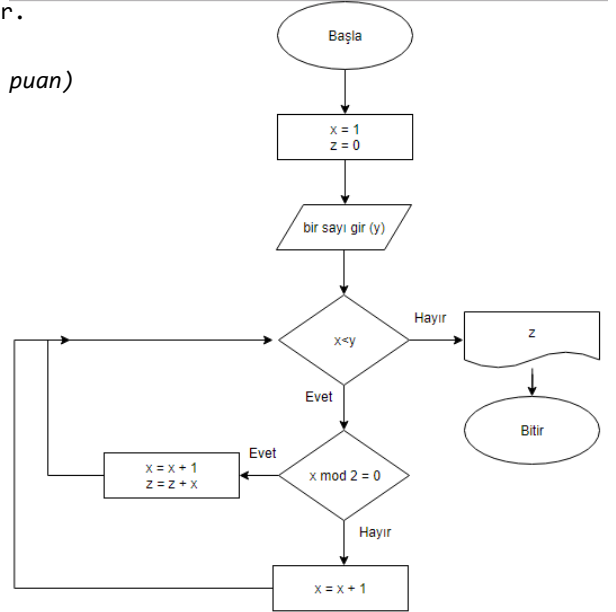 r.
puan)
Başla
x = 1
z = 0
bir sayı gir (y)
x<y
Hayır
z
Evet
Bitir
Evet
x = x + 1
z = z + x
x mod 2 = 0
Hayır
x = x + 1